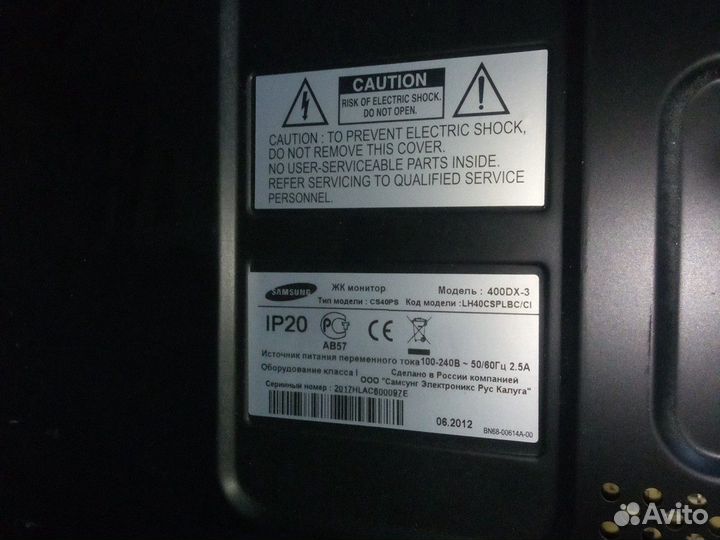 CAUTION
RISK OF ELECTRIC SHOCK.
DO NOT OPEN.
CAUTION : TO PREVENT ELECTRIC SHOCK,
DO NOT REMOVE THIS COVER.
NO USER-SERVICEABLE PARTS INSIDE.
REFER SERVICING TO QUALIFIED SERVICE
PERSONNEL.
SAMSUNG ЖК монитор Модель : 400DX-3
Тип модели : CS40PS Код модели :LH40CSPLBC/CI
IP20 CE
АВ57
Источник питания переменного тока100-240В ~ 50/60Гц 2.5А
Оборудование класса I Сделано в России компанией
ООО "Самсунг Электроникс Рус Калуга"
Серийный номер : 2017HLAC600097E
06.2012
BN68-00614A-00
Avito